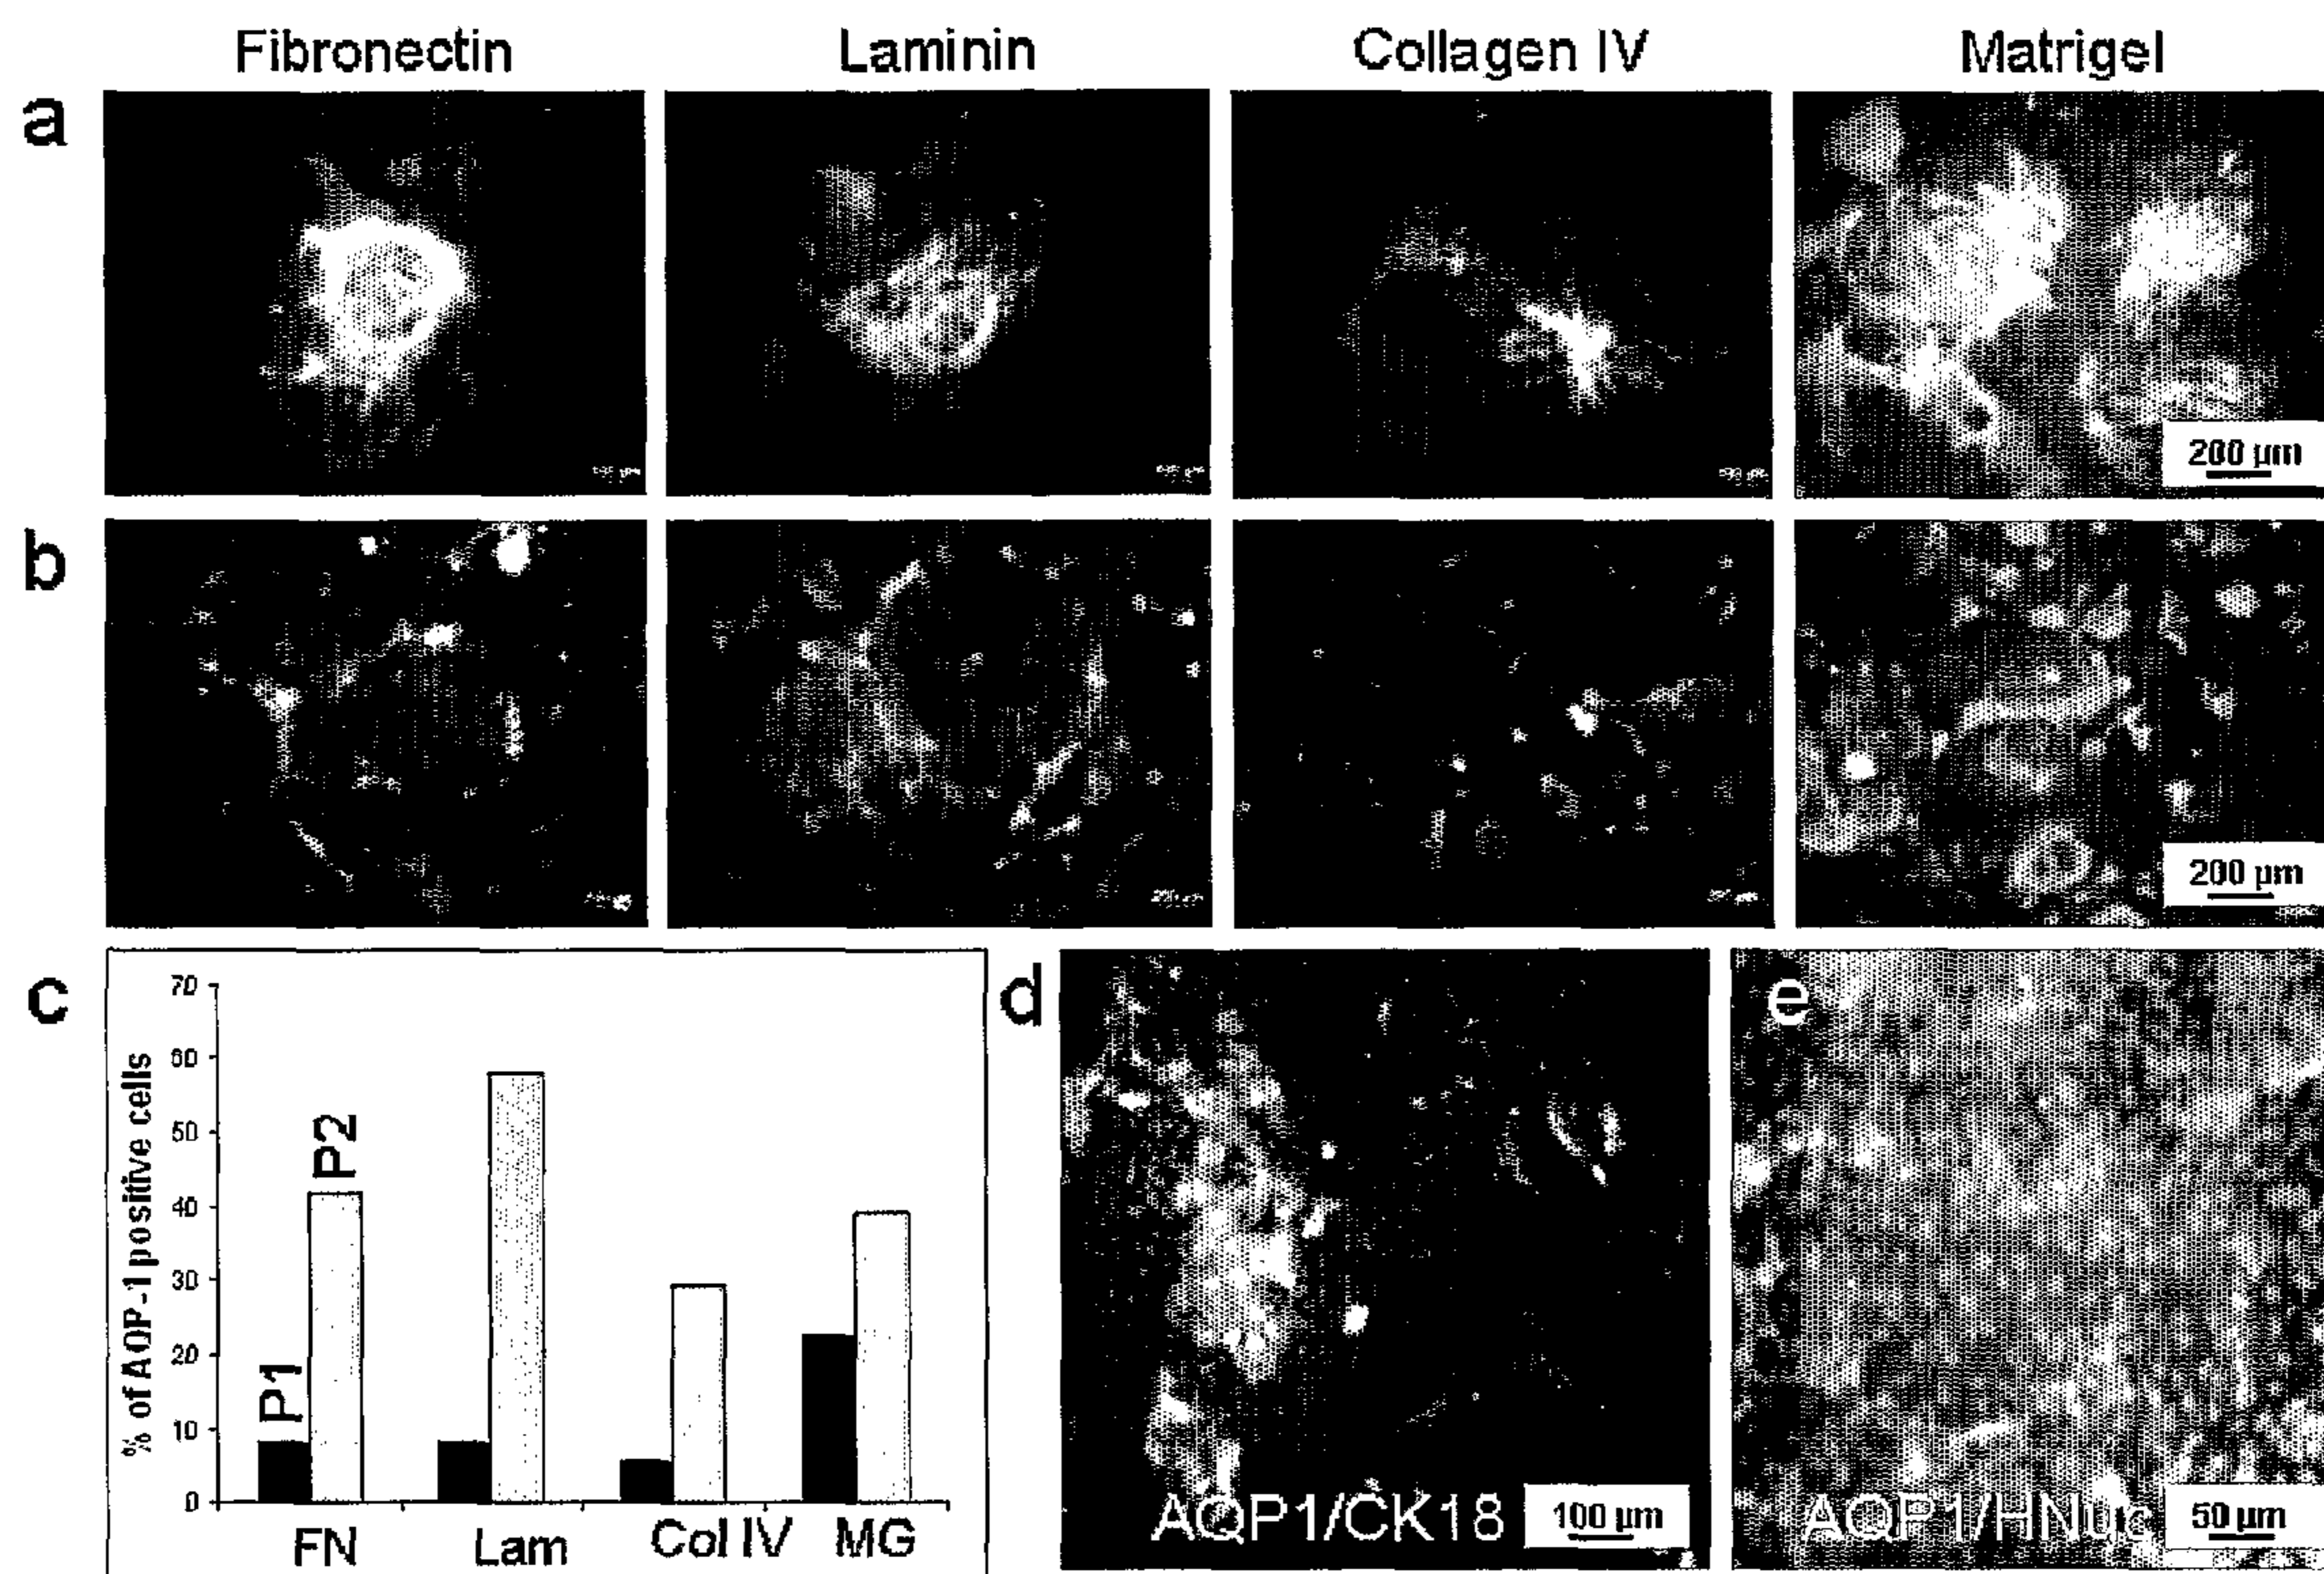 Fibronectin
Laminin
Collagen IV
Matrigel
a
200 µm
b
200 µm
c
% of AQP-1 positive cells
70
60
50
40
30
20
10
0
P1
P2
FN
Lam
Col IV
MG
d
AQP1/CK18
100 µm
e
AQP1/HNuc
50 µm